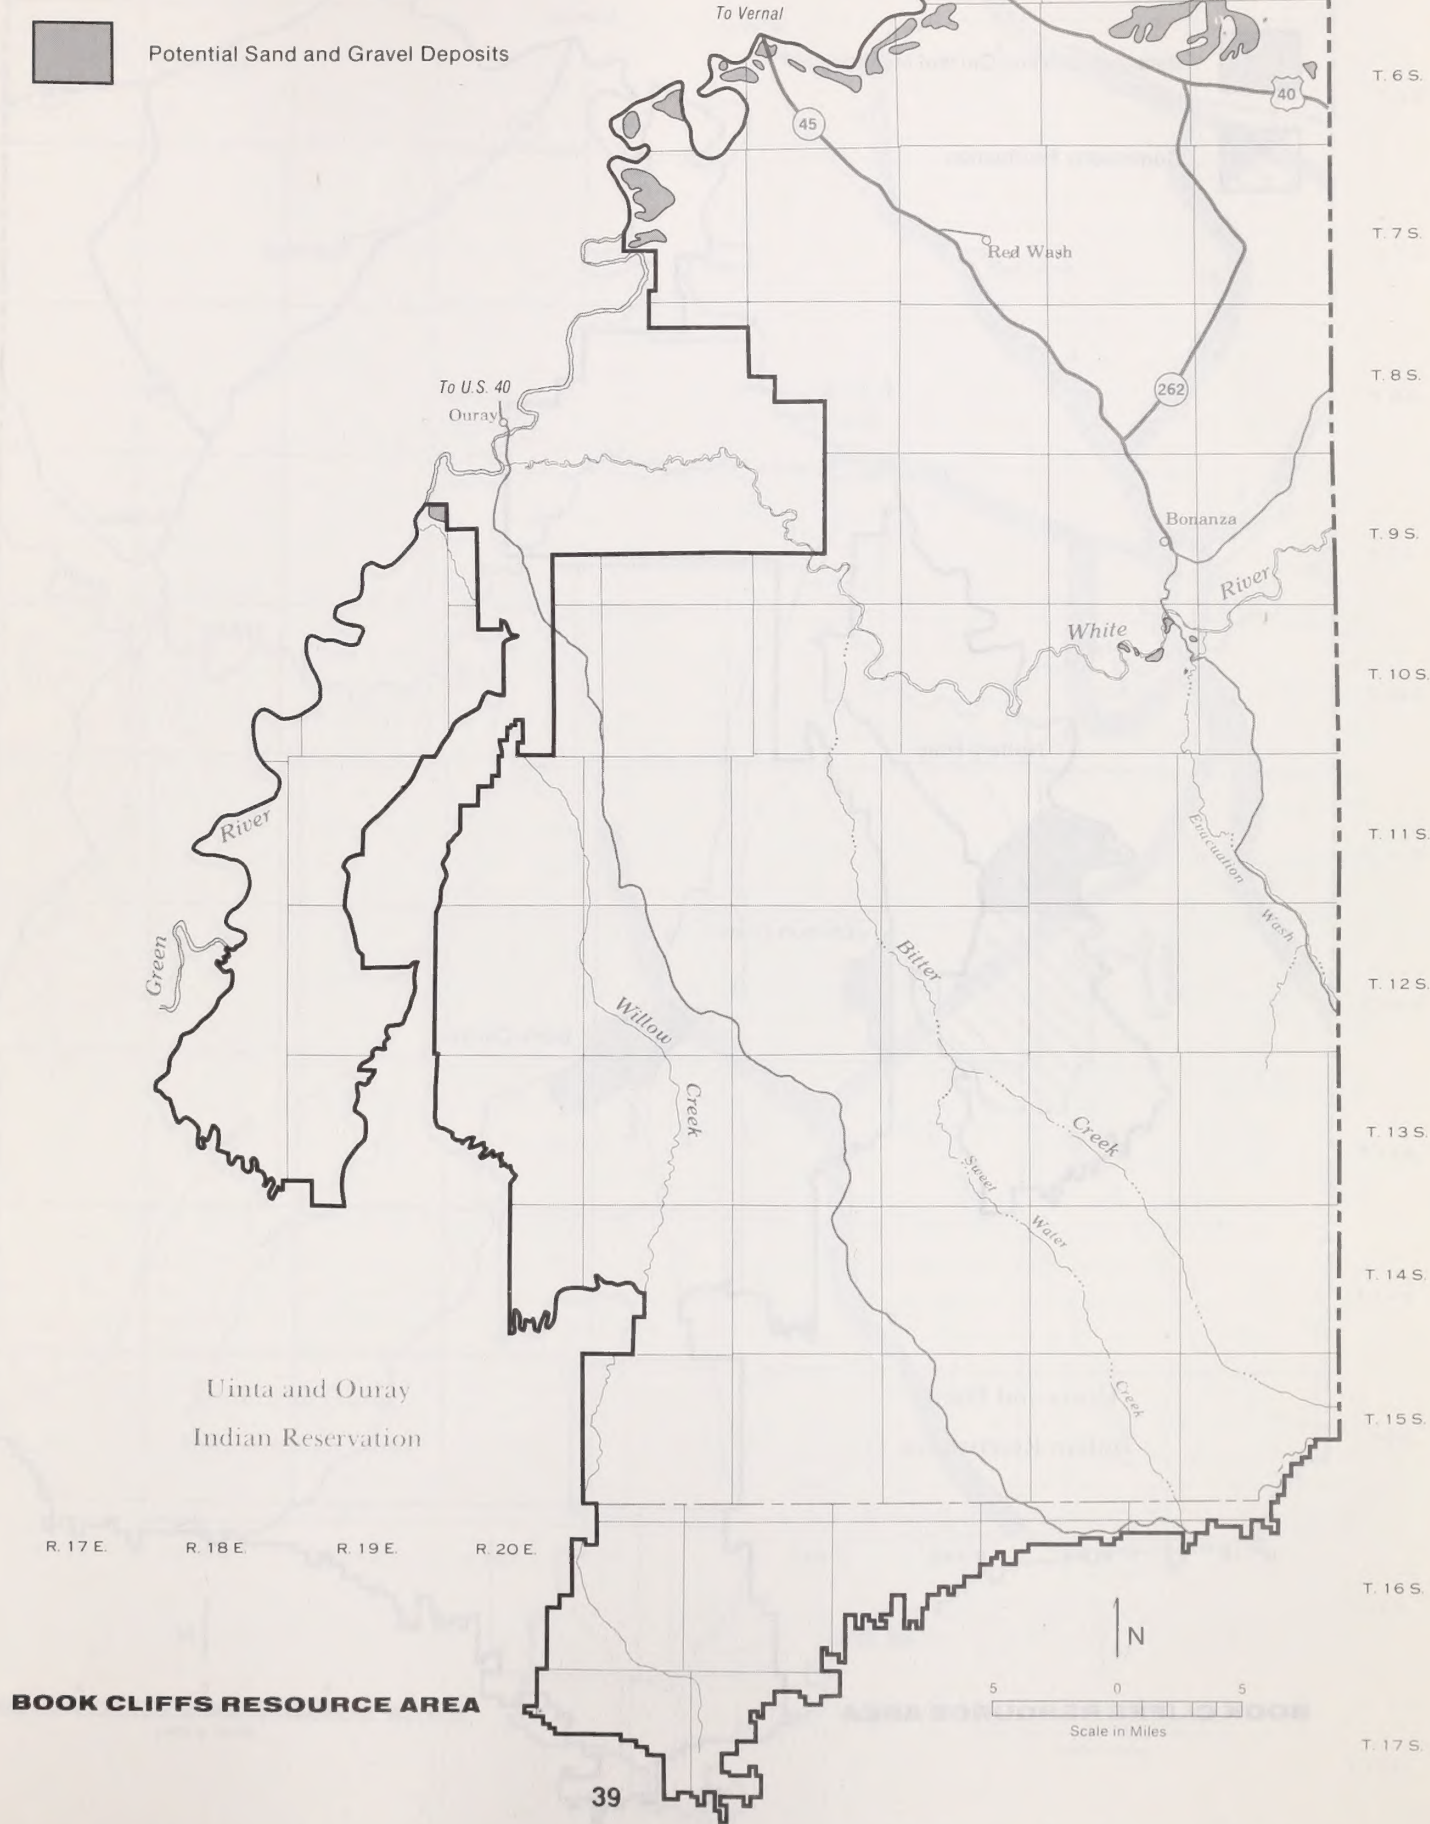 To Vernal
Potential Sand and Gravel Deposits
T. 6 S.
40
45
T. 7 S.
Red Wash
T. 8 S.
To U.S. 40
262
Ouray
Bonanza
T. 9 S.
River
White
T. 10 S.
River
Evacuation
T. 11 S.
Wash
Green
Bitter
T. 12 S.
Willow
Creek
Creek
T. 13 S.
Sweet
Water
T. 14 S.
Uinta and Ouray
Indian Reservation
Creek
T. 15 S.
R. 17 E. R. 18 E. R. 19 E. R. 20 E.
T. 16 S.
N
5 0 5
Scale in Miles
BOOK CLIFFS RESOURCE AREA
T. 17 S.
39